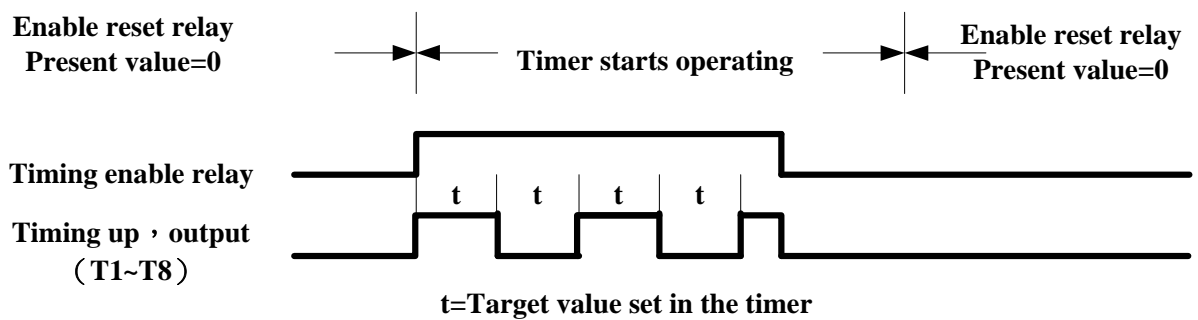 Enable reset relay
Present value=0
Timer starts operating
Enable reset relay
Present value=0
Timing enable relay
t t t t
Timing up，output
（T1~T8）
t=Target value set in the timer